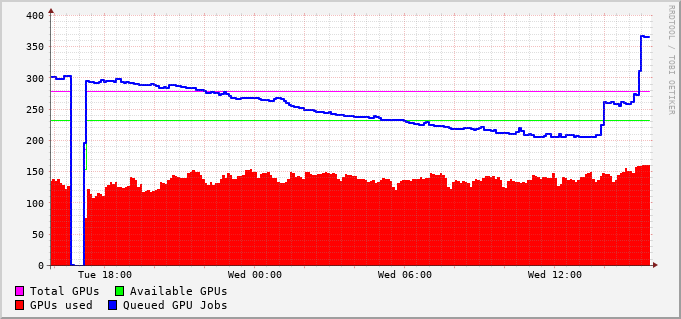 400
350
300
250
200
150
100
50
0
Tue 18:00 Wed 00:00 Wed 06:00 Wed 12:00
Total GPUs Available GPUs
GPUs used Queued GPU Jobs
RRDTOOL / TOBI OETIKER